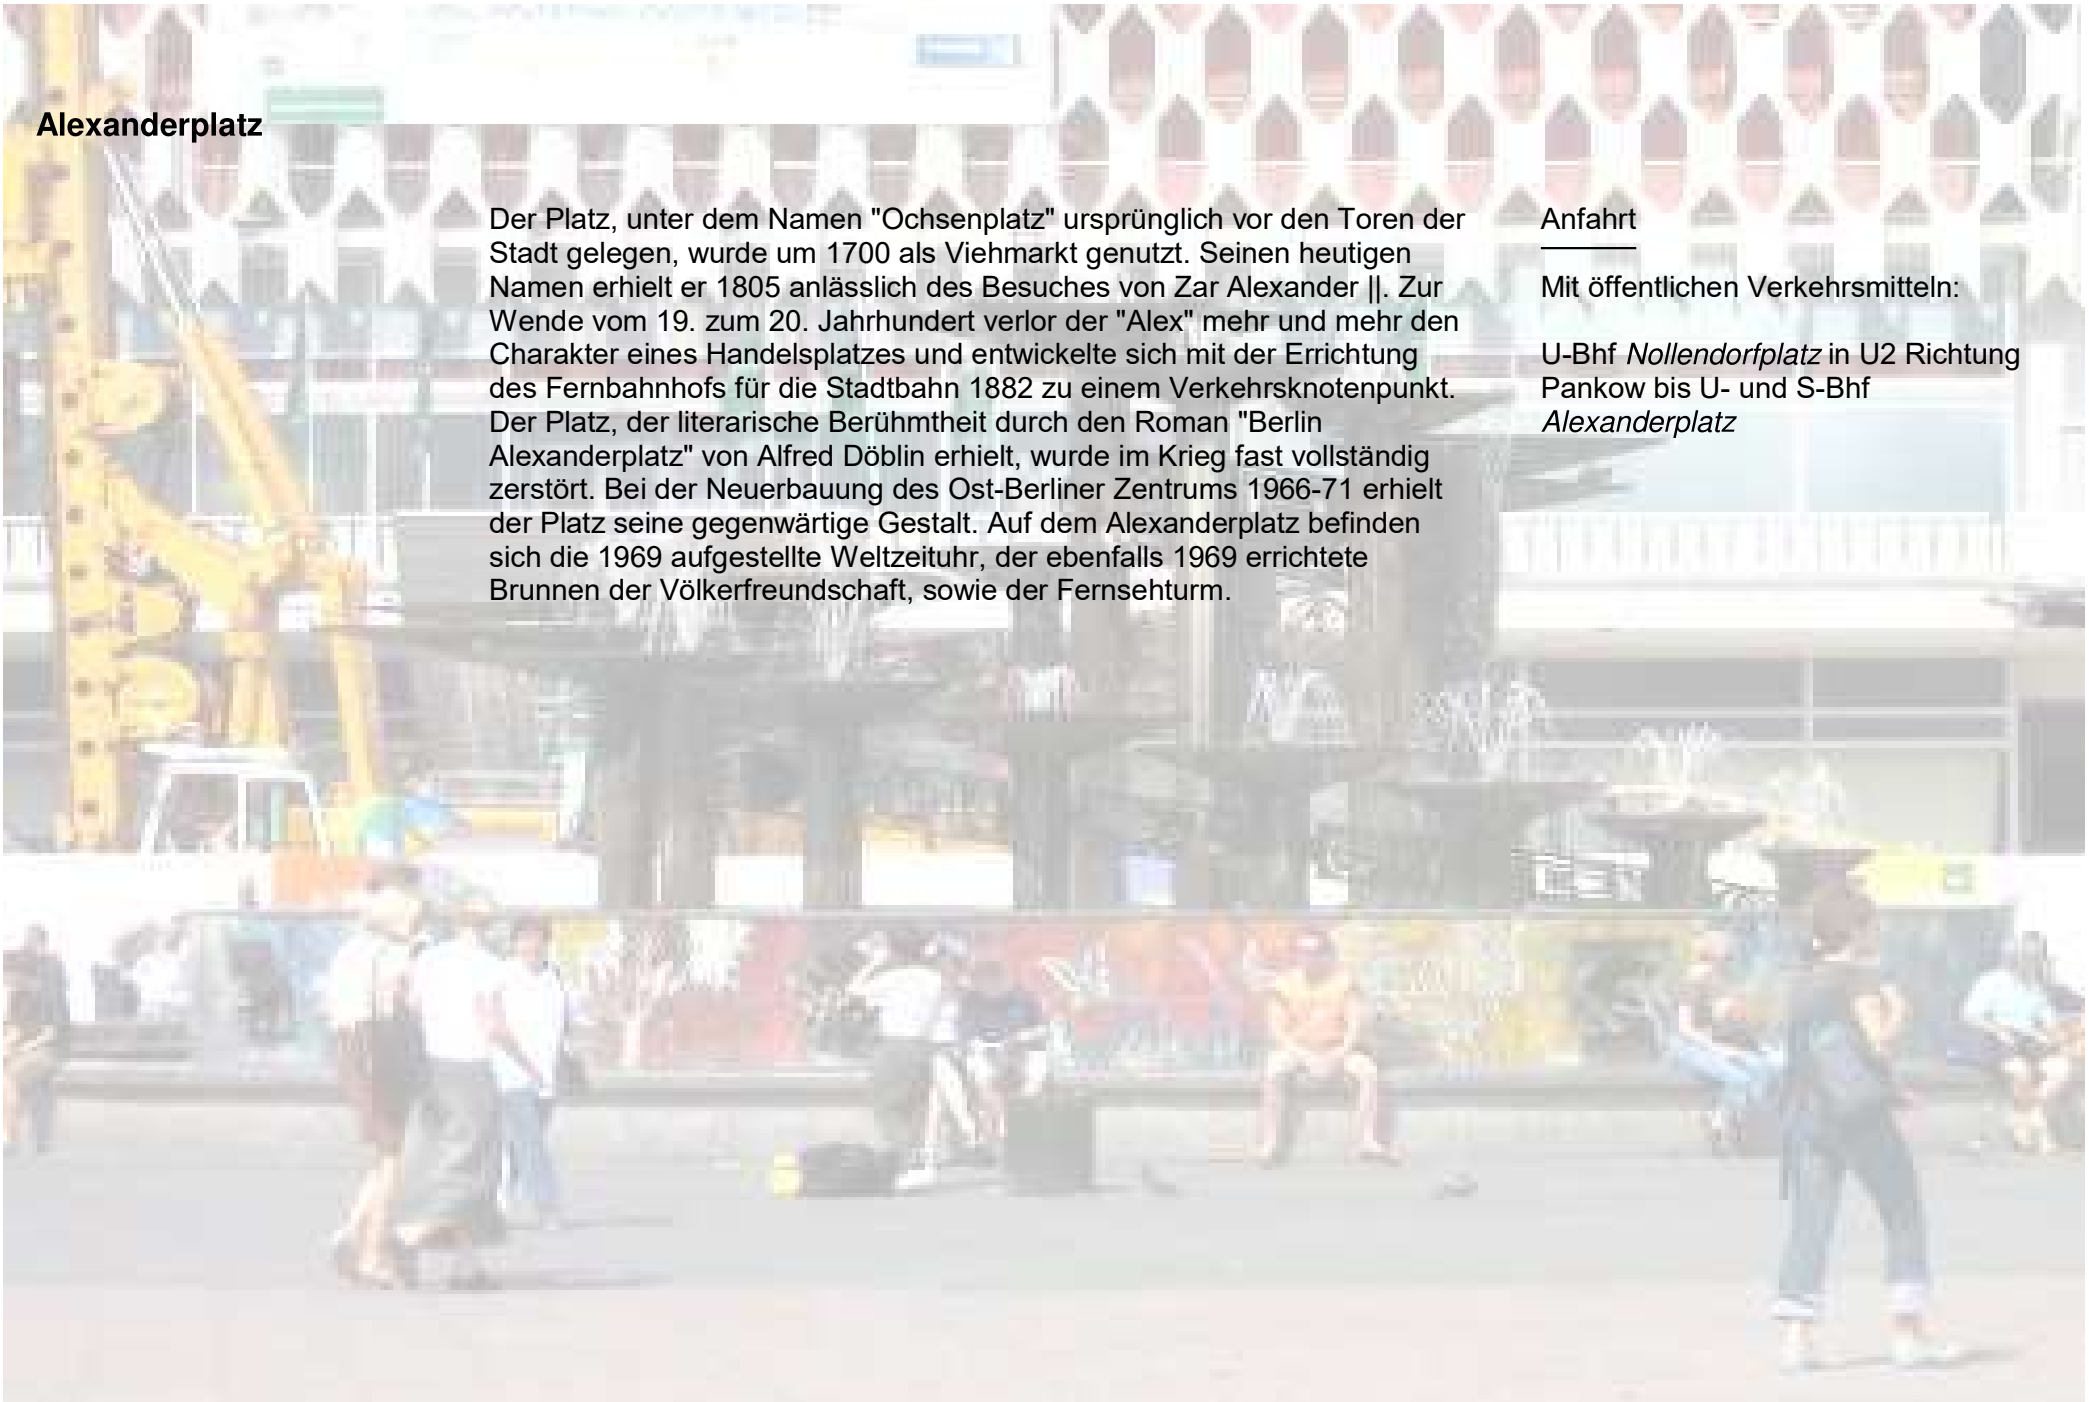 Alexanderplatz
Der Platz, unter dem Namen "Ochsenplatz" ursprünglich vor den Toren der
Stadt gelegen, wurde um 1700 als Viehmarkt genutzt. Seinen heutigen
Namen erhielt er 1805 anlässlich des Besuches von Zar Alexander ||. Zur
Wende vom 19. zum 20. Jahrhundert verlor der "Alex" mehr und mehr den
Charakter eines Handelsplatzes und entwickelte sich mit der Errichtung
des Fernbahnhofs für die Stadtbahn 1882 zu einem Verkehrsknotenpunkt.
Der Platz, der literarische Berühmtheit durch den Roman "Berlin
Alexanderplatz" von Alfred Döblin erhielt, wurde im Krieg fast vollständig
zerstört. Bei der Neuerbauung des Ost-Berliner Zentrums 1966-71 erhielt
der Platz seine gegenwärtige Gestalt. Auf dem Alexanderplatz befinden
sich die 1969 aufgestellte Weltzeituhr, der ebenfalls 1969 errichtete
Brunnen der Völkerfreundschaft, sowie der Fernsehturm.
Anfahrt
Mit öffentlichen Verkehrsmitteln:
U-Bhf Nollendorfplatz in U2 Richtung
Pankow bis U- und S-Bhf
Alexanderplatz